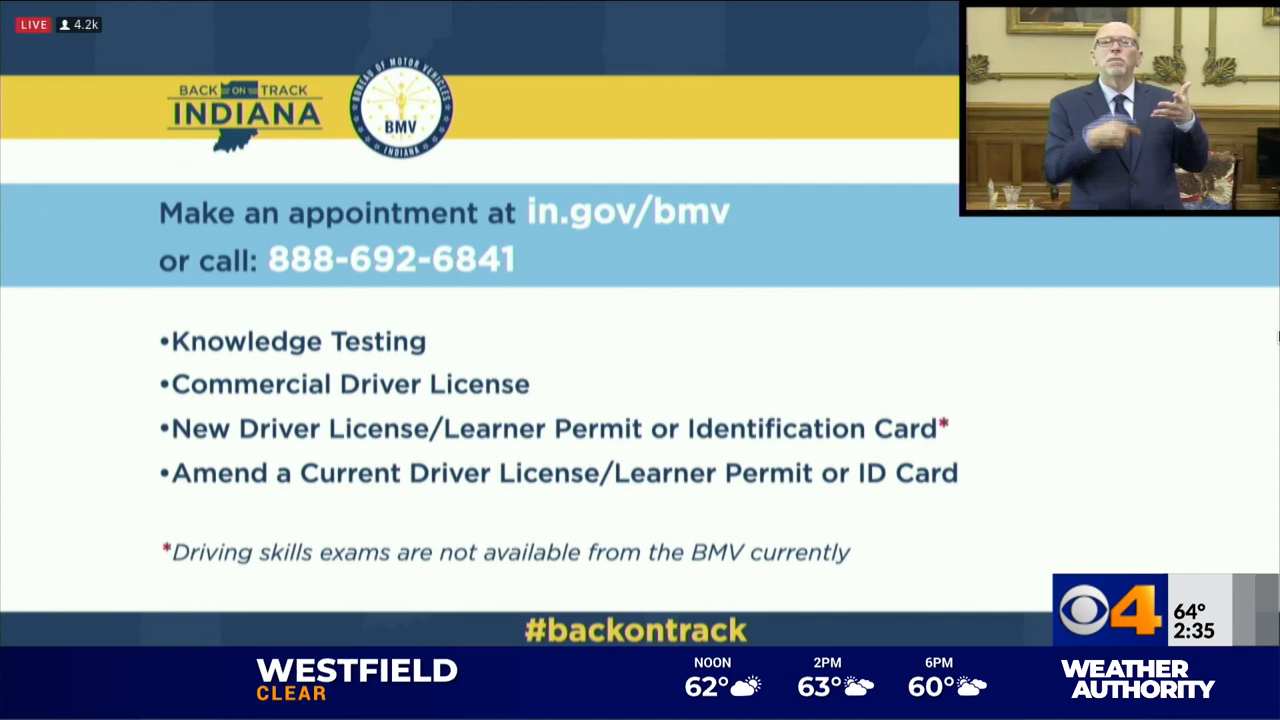 LIVE 4.2k
BACK ON TRACK
INDIANA
BUREAU OF MOTOR VEHICLES
BMV
INDIANA
Make an appointment at in.gov/bmv
or call: 888-692-6841
•Knowledge Testing
•Commercial Driver License
•New Driver License/Learner Permit or Identification Card*
•Amend a Current Driver License/Learner Permit or ID Card
*Driving skills exams are not available from the BMV currently
#backontrack
4
64°
2:35
WESTFIELD
CLEAR
NOON 2PM 6PM
62° 63° 60°
WEATHER
AUTHORITY